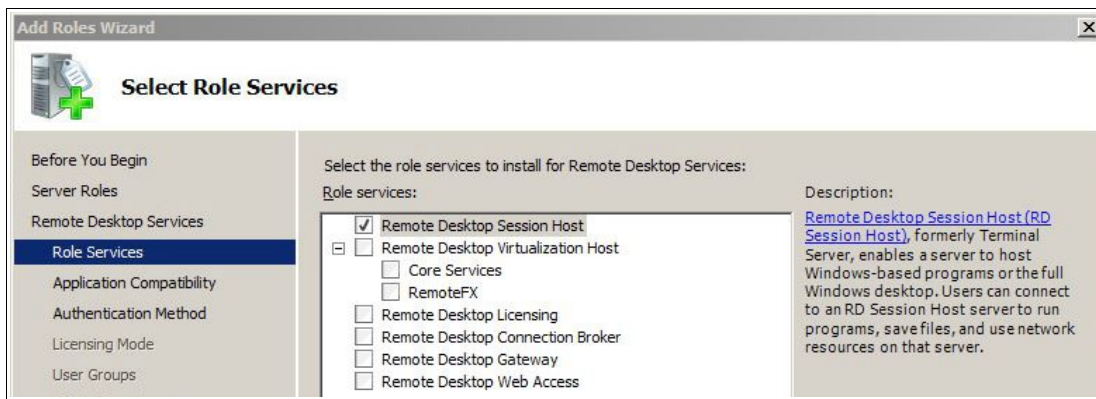 Add Roles Wizard
Select Role Services
Before You Begin
Server Roles
Remote Desktop Services
Role Services
Application Compatibility
Authentication Method
Licensing Mode
User Groups
Select the role services to install for Remote Desktop Services:
Role services:
Remote Desktop Session Host
Remote Desktop Virtualization Host
Core Services
RemoteFX
Remote Desktop Licensing
Remote Desktop Connection Broker
Remote Desktop Gateway
Remote Desktop Web Access
Description:
Remote Desktop Session Host (RD
Session Host), formerly Terminal
Server, enables a server to host
Windows-based programs or the full
Windows desktop. Users can connect
to an RD Session Host server to run
programs, save files, and use network
resources on that server.